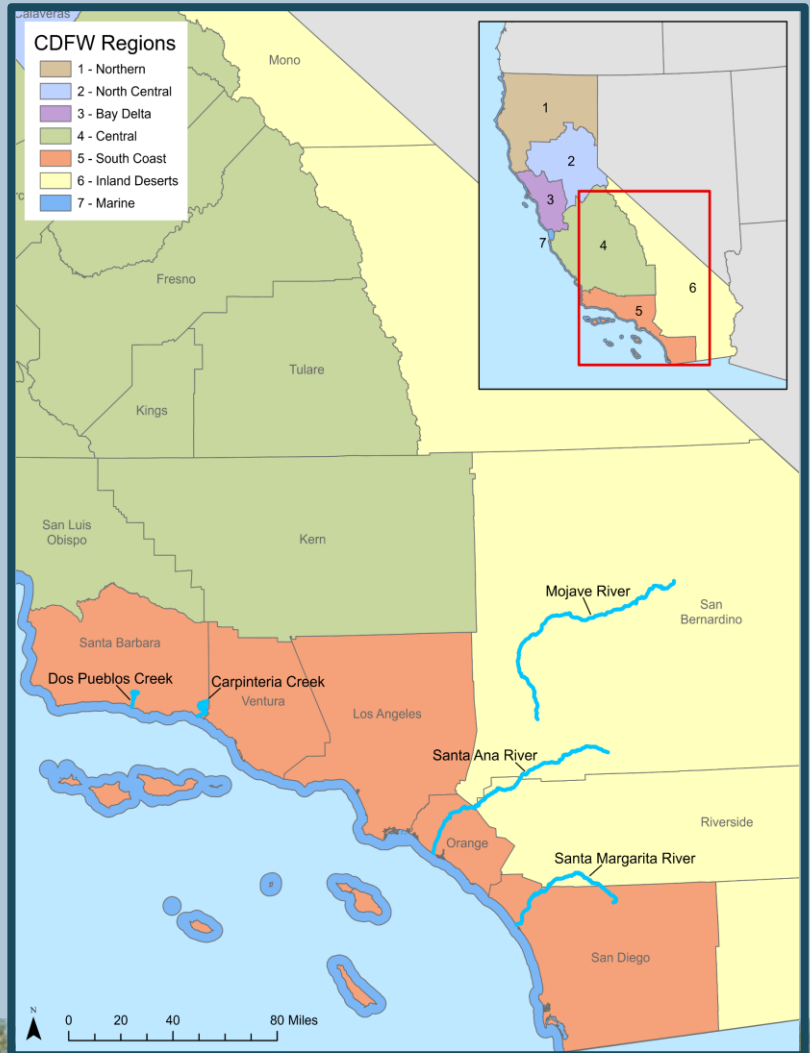 Calaveras
CDFW Regions
1 - Northern
2 - North Central
3 - Bay Delta
4 - Central
5 - South Coast
6 - Inland Deserts
7 - Marine
Mono
1
2
3
7
4
6
5
Fresno
Tulare
Kings
San Luis
Obispo
Kern
Mojave River
San
Bernardino
Santa Barbara
Dos Pueblos Creek
Carpinteria Creek
Ventura
Los Angeles
Santa Ana River
Riverside
Orange
Santa Margarita River
San Diego
N
0 20 40 80 Miles